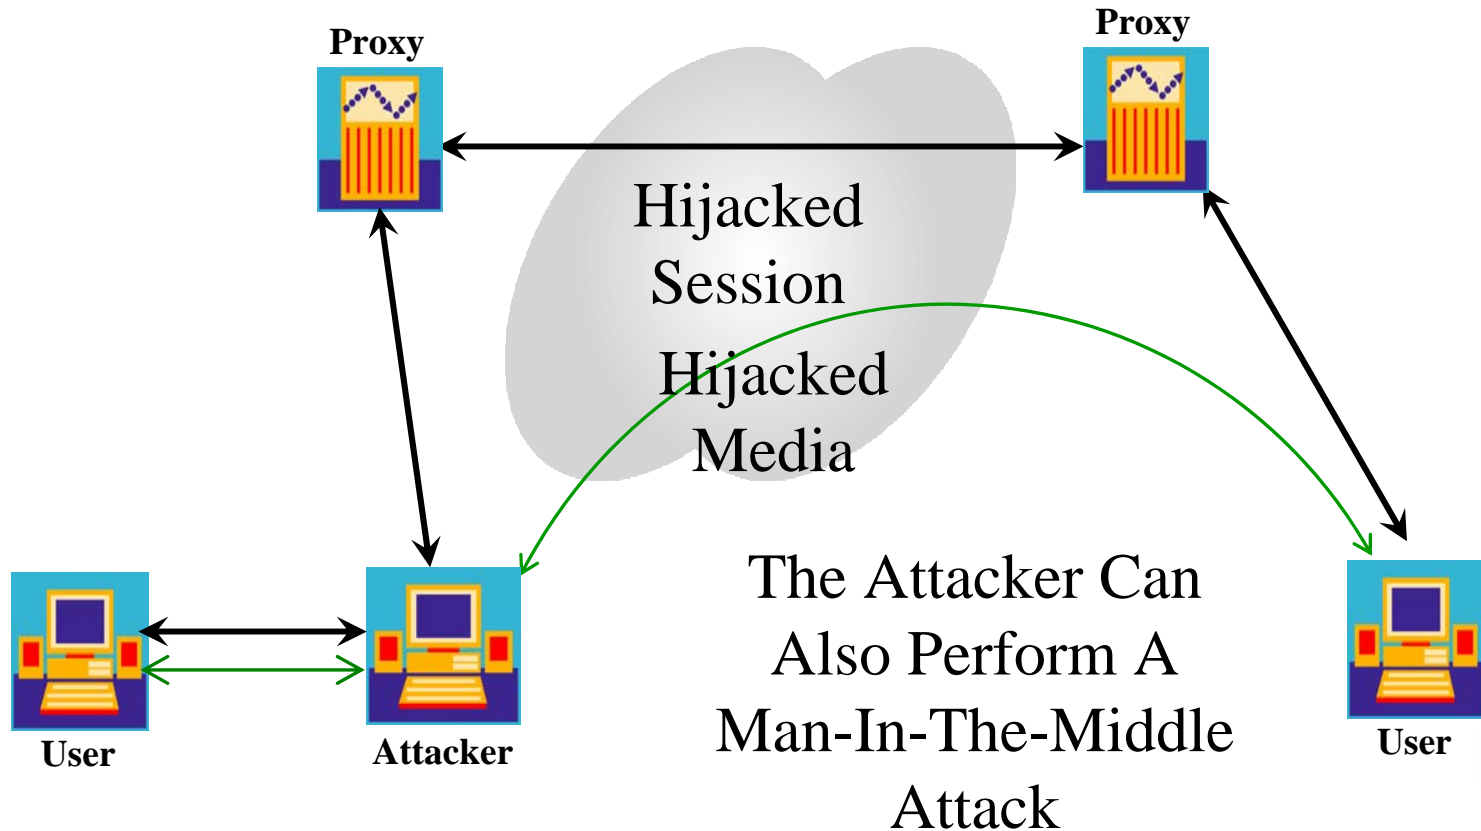 Proxy
Proxy
Hijacked
Session
Hijacked
Media
The Attacker Can
Also Perform A
Man-In-The-Middle
Attack
User
Attacker
User